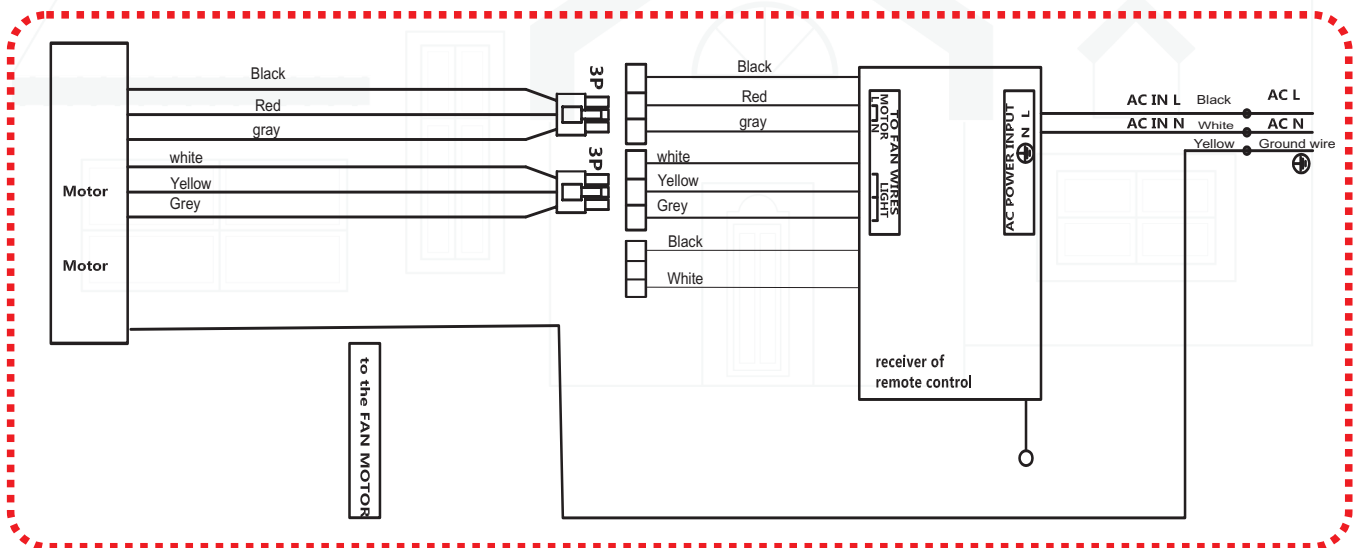 Black
Red
gray
white
Yellow
Grey
Motor
Motor
3P
3P
Black
Red
gray
white
Yellow
Grey
Black
White
TO FAN WIRES
MOTOR
L N
LIGHT
AC POWER INPUT
N L
receiver of
remote control
AC IN L Black AC L
AC IN N White AC N
Yellow Ground wire
to the FAN MOTOR